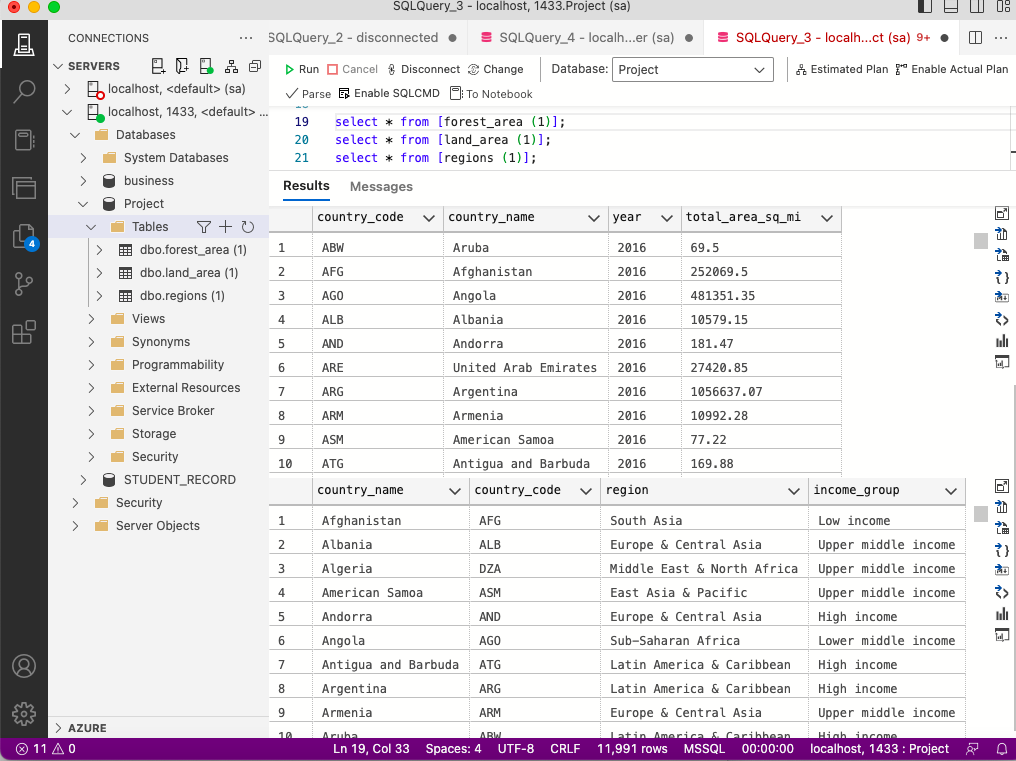 SQLQuery_3 - localhost, 1433.Project (sa)
CONNECTIONS
SQLQuery_2 - disconnected
SQLQuery_4 - localh...er (sa)
SQLQuery_3 - localh...ct (sa) 9+
SERVERS
Run Cancel Disconnect Change Database: Project Estimated Plan Enable Actual Plan
Parse Enable SQLCMD To Notebook
localhost, <default> (sa)
localhost, 1433, <default> ...
Databases
System Databases
business
Project
Tables
dbo.forest_area (1)
dbo.land_area (1)
dbo.regions (1)
Views
Synonyms
Programmability
External Resources
Service Broker
Storage
Security
STUDENT_RECORD
Security
Server Objects
AZURE
4
19 select * from [forest_area (1)];
20 select * from [land_area (1)];
21 select * from [regions (1)];
Results Messages
country_code country_name year total_area_sq_mi
1 ABW Aruba 2016 69.5
2 AFG Afghanistan 2016 252069.5
3 AGO Angola 2016 481351.35
4 ALB Albania 2016 10579.15
5 AND Andorra 2016 181.47
6 ARE United Arab Emirates 2016 27420.85
7 ARG Argentina 2016 1056637.07
8 ARM Armenia 2016 10992.28
9 ASM American Samoa 2016 77.22
10 ATG Antigua and Barbuda 2016 169.88
country_name country_code region income_group
1 Afghanistan AFG South Asia Low income
2 Albania ALB Europe & Central Asia Upper middle income
3 Algeria DZA Middle East & North Africa Upper middle income
4 American Samoa ASM East Asia & Pacific Upper middle income
5 Andorra AND Europe & Central Asia High income
6 Angola AGO Sub-Saharan Africa Lower middle income
7 Antigua and Barbuda ATG Latin America & Caribbean High income
8 Argentina ARG Latin America & Caribbean High income
9 Armenia ARM Europe & Central Asia Upper middle income
10 Aruba ABW Latin America & Caribbean High income
11 0 Ln 19, Col 33 Spaces: 4 UTF-8 CRLF 11,991 rows MSSQL 00:00:00 localhost, 1433 : Project